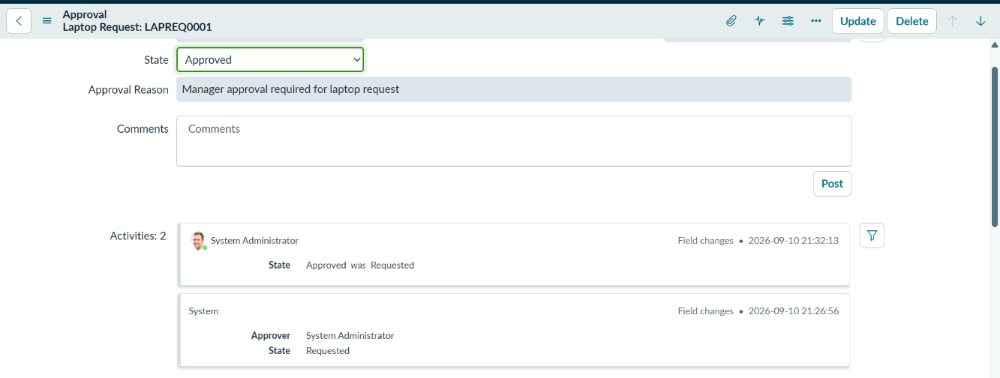 Approval
Laptop Request: LAPREQ0001
Update
Delete
State
Approved
Approval Reason
Manager approval required for laptop request
Comments
Comments
Post
Activities: 2
System Administrator
Field changes • 2026-09-10 21:32:13
State Approved was Requested
System
Field changes • 2026-09-10 21:26:56
Approver System Administrator
State Requested